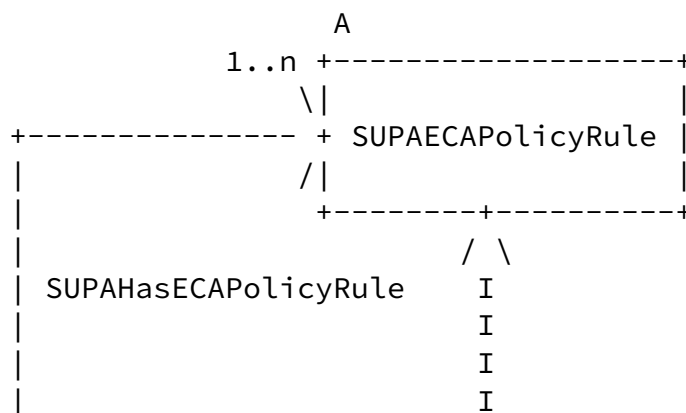 A
1..n +-------------------+
\| |
+--------------- + SUPAECAPolicyRule |
| /| |
| +--------+----------+
| / \
| SUPAHasECAPolicyRule I
| I
| I
| I